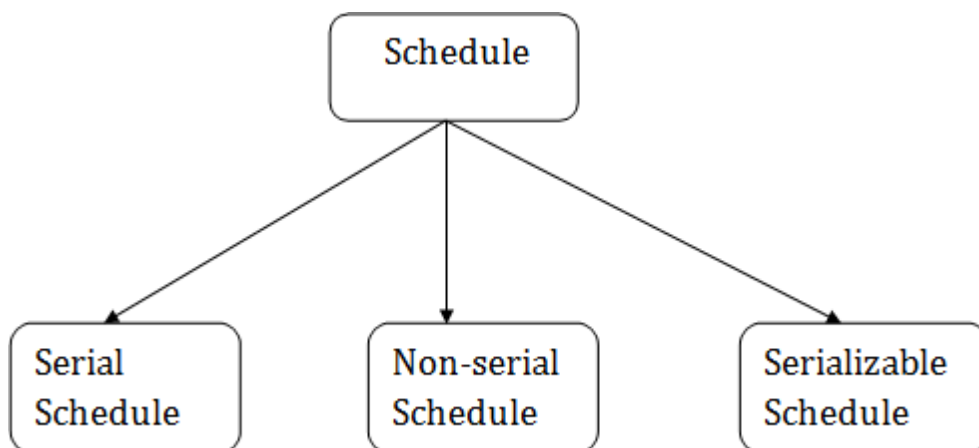 Schedule
Serial
Schedule
Non-serial
Schedule
Serializable
Schedule